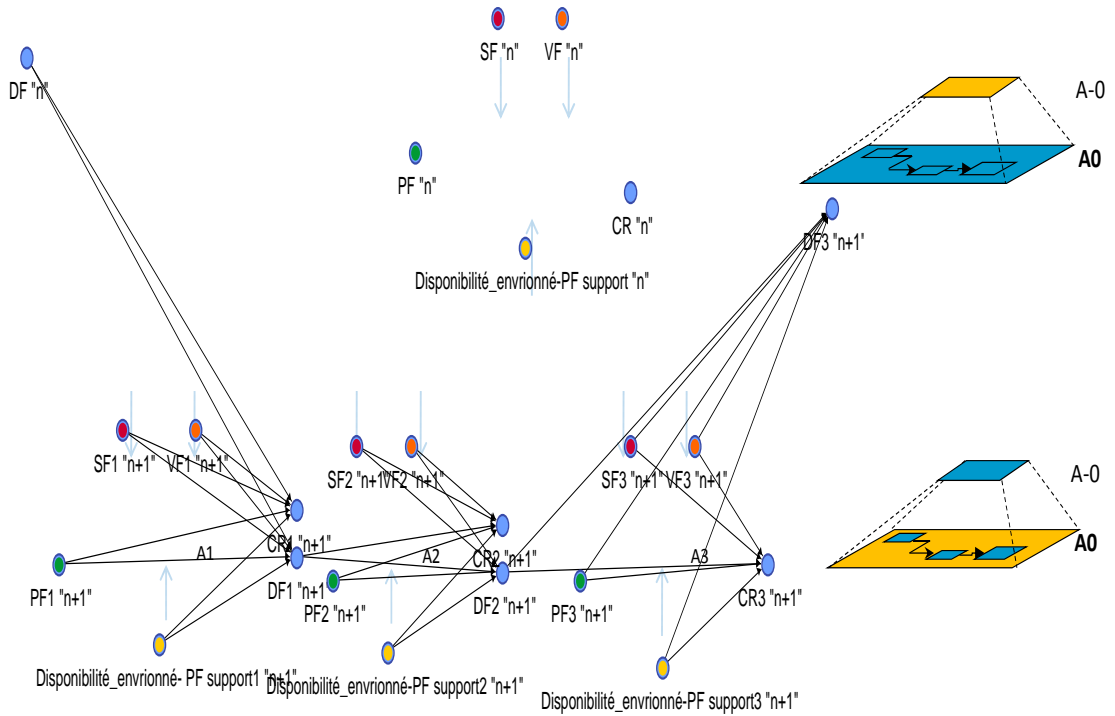 SF "n"
VF "n"
DF "n"
A-0
A0
PF "n"
CR "n"
DF3 "n+1"
Disponibilité_envrionné-PF support "n"
SF1 "n+1"
VF1 "n+1"
SF2 "n+1"
VF2 "n+1"
SF3 "n+1"
VF3 "n+1"
A-0
A0
CR1 "n+1"
CR2 "n+1"
A1
A2
A3
PF1 "n+1"
DF1 "n+1
PF2 "n+1"
DF2 "n+1"
PF3 "n+1"
CR3 "n+1"
Disponibilité_envrionné- PF support1 "n+1"
Disponibilité_envrionné-PF support2 "n+1"
Disponibilité_envrionné-PF support3 "n+1"